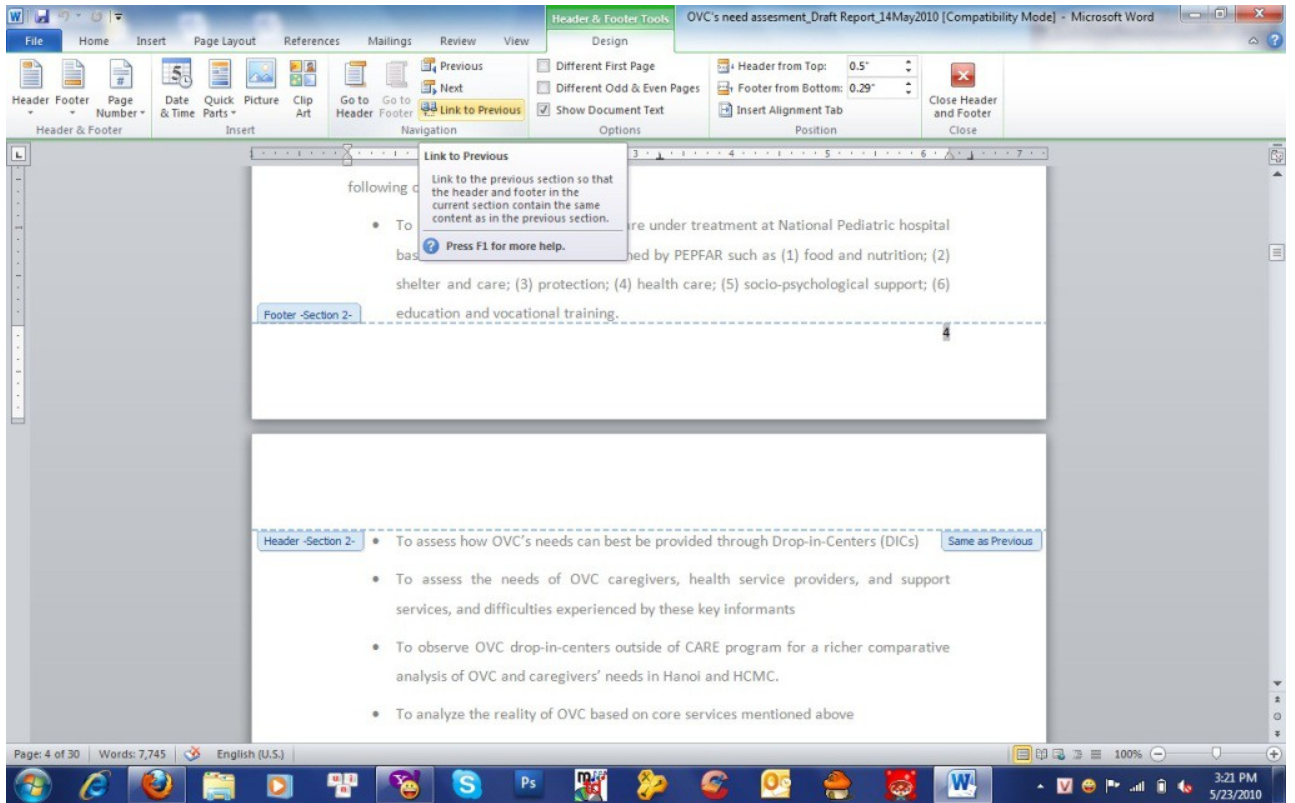 Header & Footer Tools
OVC's need assesment_Draft Report_14May2010 [Compatibility Mode] - Microsoft Word
File Home Insert Page Layout References Mailings Review View Design
Previous Different First Page Header from Top: 0.5"
Next Different Odd & Even Pages Footer from Bottom: 0.29"
Header Footer Page Number Date & Time Quick Parts Picture Clip Art Go to Header Go to Footer Link to Previous Show Document Text Insert Alignment Tab Close Header and Footer
Header & Footer Insert Navigation Options Position Close
3 4 5 6 7
Link to Previous
Link to the previous section so that
the header and footer in the
current section contain the same
content as in the previous section.
Press F1 for more help.
following
To re under treatment at National Pediatric hospital
bas ned by PEPFAR such as (1) food and nutrition; (2)
shelter and care; (3) protection; (4) health care; (5) socio-psychological support; (6)
education and vocational training.
Footer -Section 2-
4
Header -Section 2-
• To assess how OVC's needs can best be provided through Drop-in-Centers (DICs)
Same as Previous
• To assess the needs of OVC caregivers, health service providers, and support
services, and difficulties experienced by these key informants
• To observe OVC drop-in-centers outside of CARE program for a richer comparative
analysis of OVC and caregivers' needs in Hanoi and HCMC.
• To analyze the reality of OVC based on core services mentioned above
Page: 4 of 30 Words: 7,745 English (U.S.) 100%
3:21 PM
5/23/2010